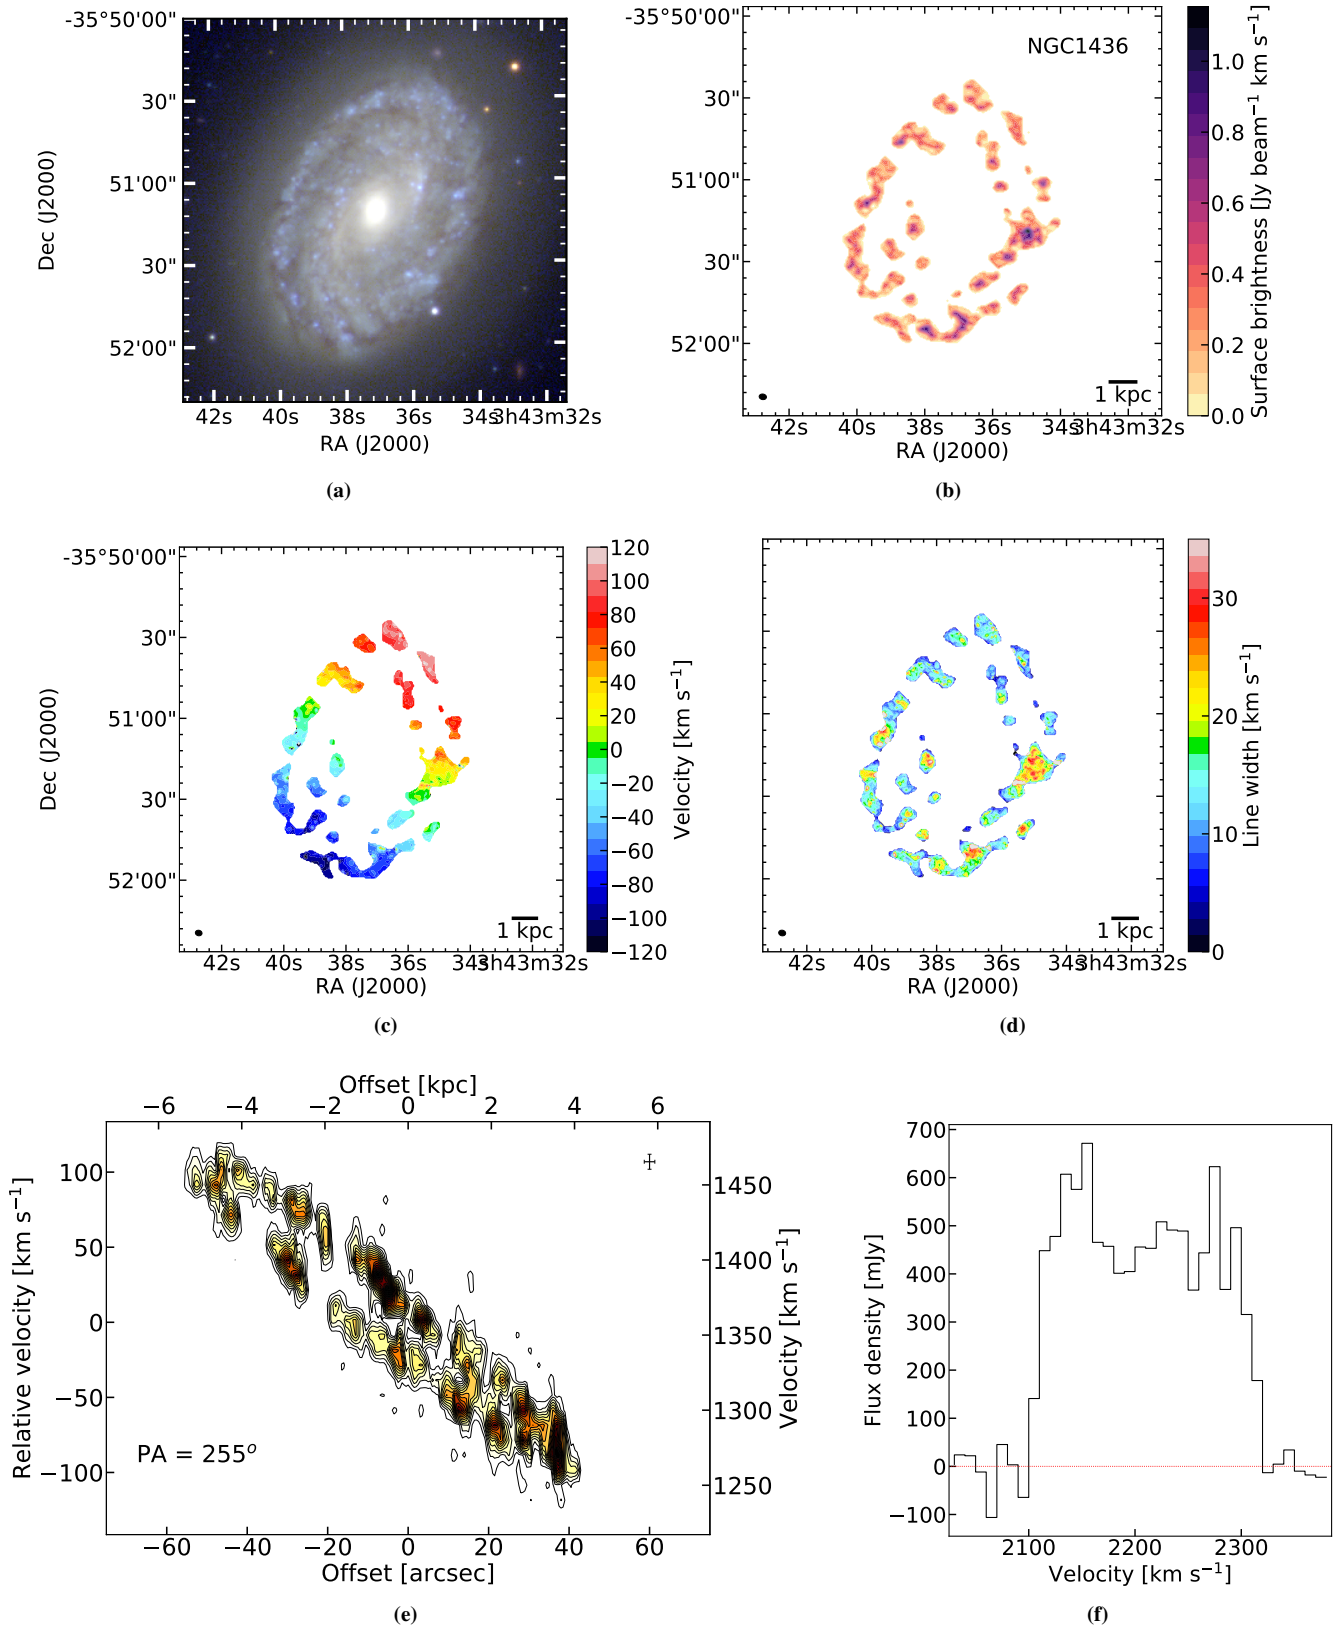 -35°50'00"
30"
51'00"
30"
52'00"
Dec (J2000)
42s 40s 38s 36s 34s 3h43m32s
RA (J2000)
(a)
-35°50'00"
30"
51'00"
30"
52'00"
NGC1436
1 kpc
42s 40s 38s 36s 34s 3h43m32s
RA (J2000)
1.0
0.8
0.6
0.4
0.2
0.0
Surface brightness [Jy beam⁻¹ km s⁻¹]
(b)
-35°50'00"
30"
51'00"
30"
52'00"
Dec (J2000)
1 kpc
42s 40s 38s 36s 34s 3h43m32s
RA (J2000)
120
100
80
60
40
20
0
−20
−40
−60
−80
−100
−120
Velocity [km s⁻¹]
(c)
1 kpc
42s 40s 38s 36s 34s 3h43m32s
RA (J2000)
30
20
10
0
Line width [km s⁻¹]
(d)
Offset [kpc]
−6 −4 −2 0 2 4 6
100
50
0
−50
−100
Relative velocity [km s⁻¹]
PA = 255°
1450
1400
1350
1300
1250
Velocity [km s⁻¹]
−60 −40 −20 0 20 40 60
Offset [arcsec]
(e)
700
600
500
400
300
200
100
0
−100
Flux density [mJy]
2100 2200 2300
Velocity [km s⁻¹]
(f)